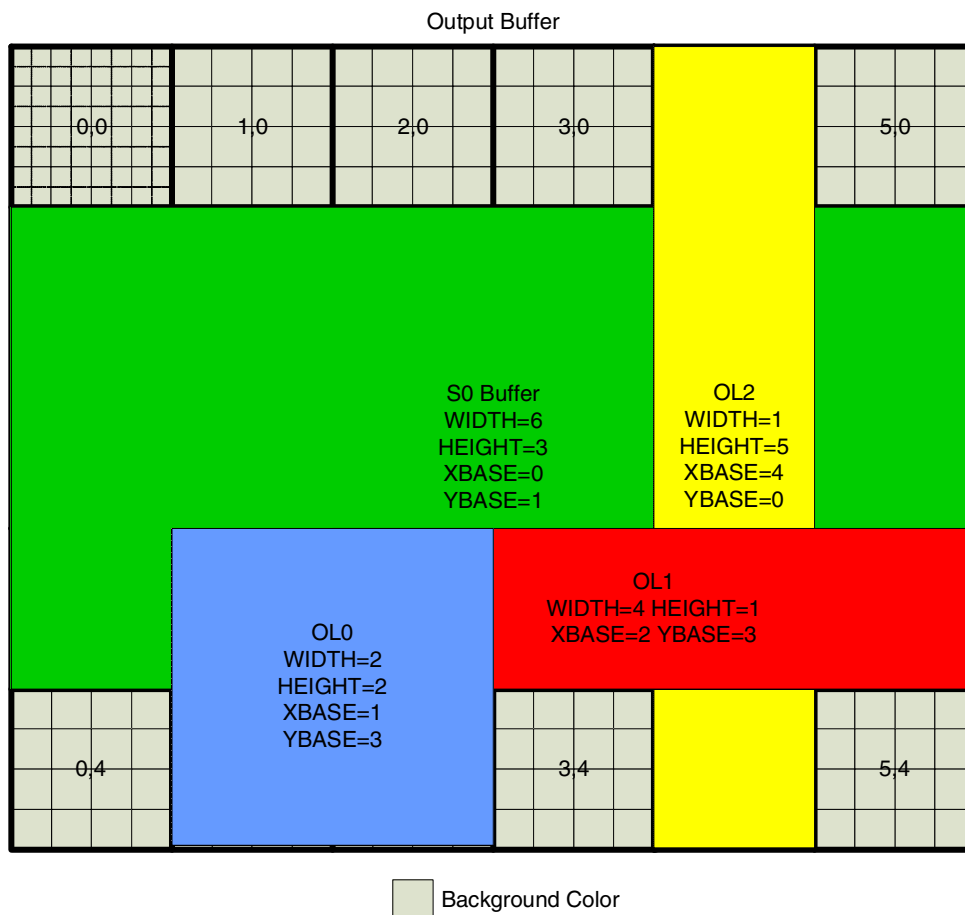 Output Buffer
0,0
1,0
2,0
3,0
5,0
S0 Buffer
WIDTH=6
HEIGHT=3
XBASE=0
YBASE=1
OL2
WIDTH=1
HEIGHT=5
XBASE=4
YBASE=0
OL1
WIDTH=4 HEIGHT=1
XBASE=2 YBASE=3
OL0
WIDTH=2
HEIGHT=2
XBASE=1
YBASE=3
0,4
3,4
5,4
Background Color